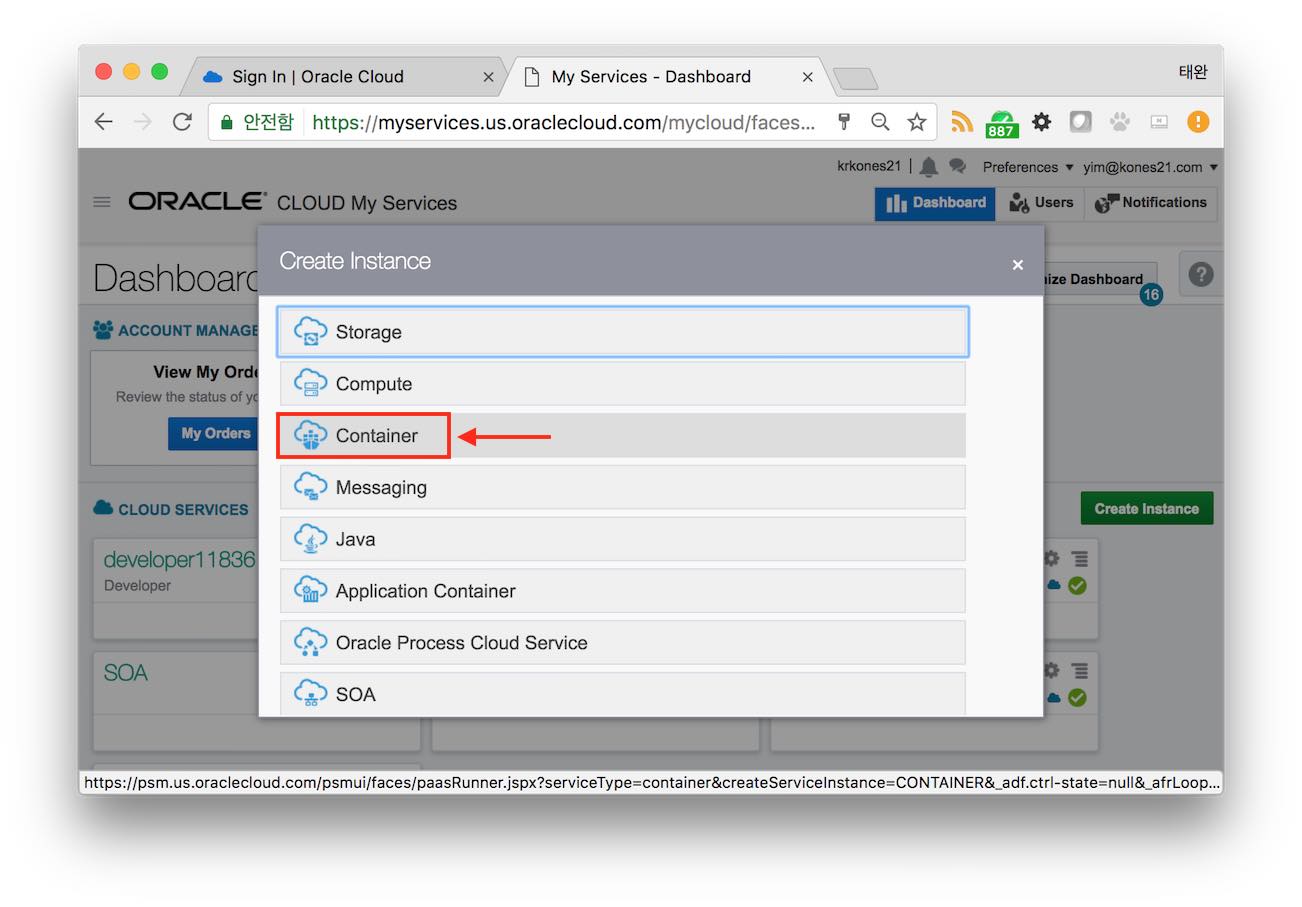 Sign In | Oracle Cloud
My Services - Dashboard
태완
안전함
https://myservices.us.oraclecloud.com/mycloud/faces...
887
krkones21
Preferences
yim@kones21.com
ORACLE® CLOUD My Services
Dashboard
Users
Notifications
Dashboard
Dashboard
16
?
Create Instance
×
ACCOUNT
View My
Review the status of
My Orders
CLOUD SERVICES
Create Instance
developer11836
Developer
SOA
Storage
Compute
Container
Messaging
Java
Application Container
Oracle Process Cloud Service
SOA
https://psm.us.oraclecloud.com/psmui/faces/paasRunner.jspx?serviceType=container&createServiceInstance=CONTAINER&_adf.ctrl-state=null&_afrLoop...